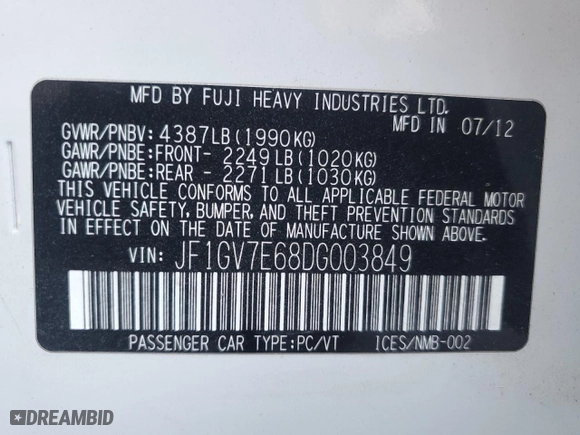 MFD BY FUJI HEAVY INDUSTRIES LTD.
MFD IN 07/12
GVWR/PNBV: 4387LB(1990KG)
GAWR/PNBE:FRONT- 2249LB(1020KG)
GAWR/PNBE:REAR - 2271LB(1030KG)
THIS VEHICLE CONFORMS TO ALL APPLICABLE FEDERAL MOTOR
VEHICLE SAFETY, BUMPER, AND THEFT PREVENTION STANDARDS
IN EFFECT ON THE DATE OF MANUFACTURE SHOWN ABOVE.
VIN: JF1GV7E68DG003849
PASSENGER CAR TYPE:PC/VT ICES/NMB-002
DREAMBID